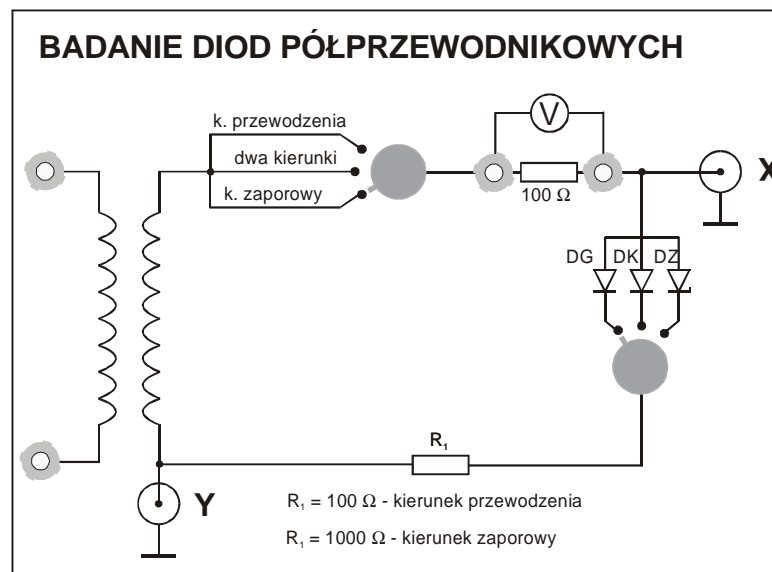 BADANIE DIOD PÓŁPRZEWODNIKOWYCH
k. przewodzenia
dwa kierunki
k. zaporowy
V
100 Ω
X
DG DK DZ
R₁
Y
R₁ = 100 Ω - kierunek przewodzenia
R₁ = 1000 Ω - kierunek zaporowy